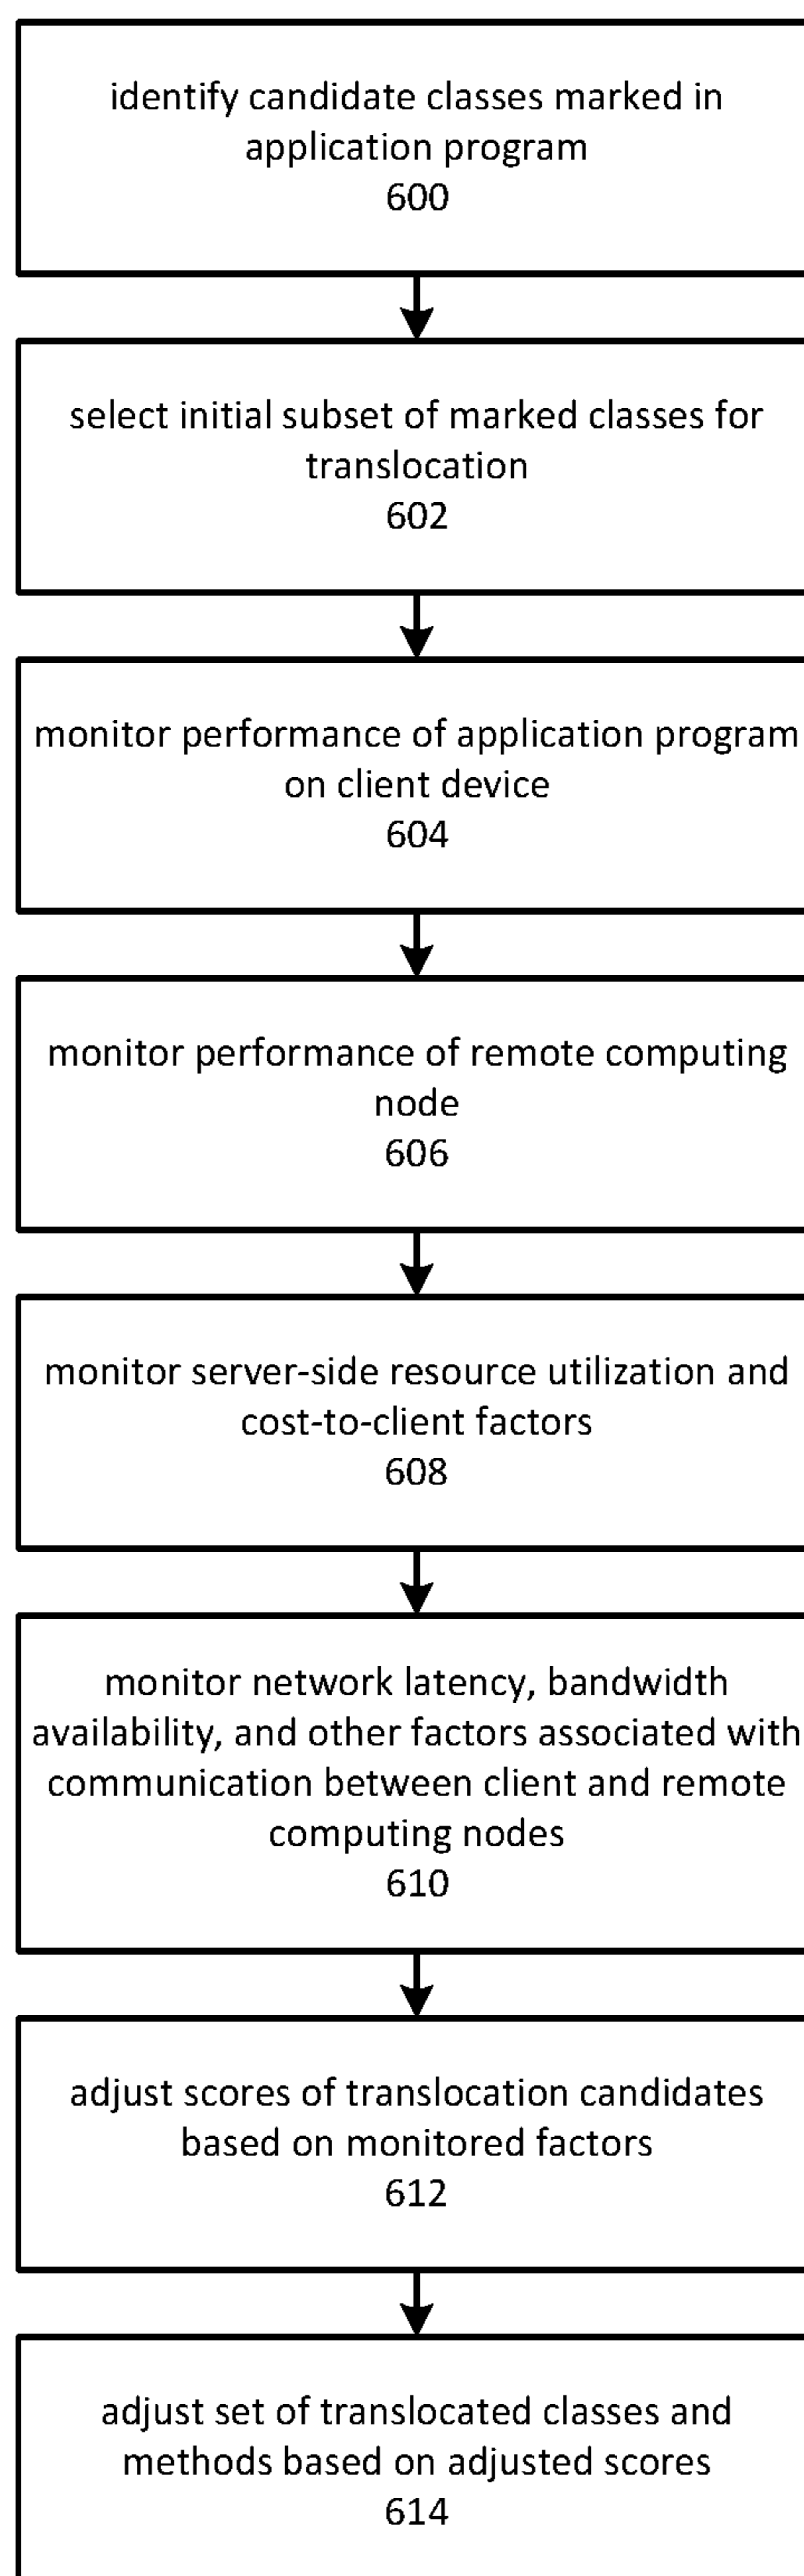 identify candidate classes marked in
application program
600
select initial subset of marked classes for
translocation
602
monitor performance of application program
on client device
604
monitor performance of remote computing
node
606
monitor server-side resource utilization and
cost-to-client factors
608
monitor network latency, bandwidth
availability, and other factors associated with
communication between client and remote
computing nodes
610
adjust scores of translocation candidates
based on monitored factors
612
adjust set of translocated classes and
methods based on adjusted scores
614